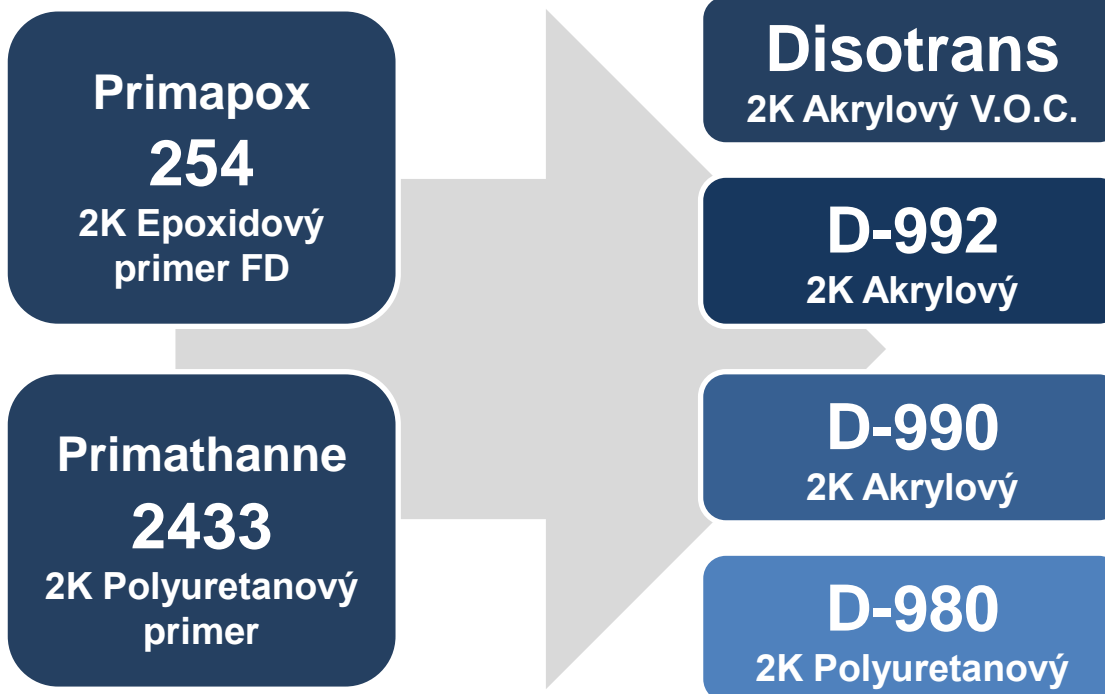 Primapox
254
2K Epoxidový
primer FD
Primathanne
2433
2K Polyuretanový
primer
Disotrans
2K Akrylový V.O.C.
D-992
2K Akrylový
D-990
2K Akrylový
D-980
2K Polyuretanový